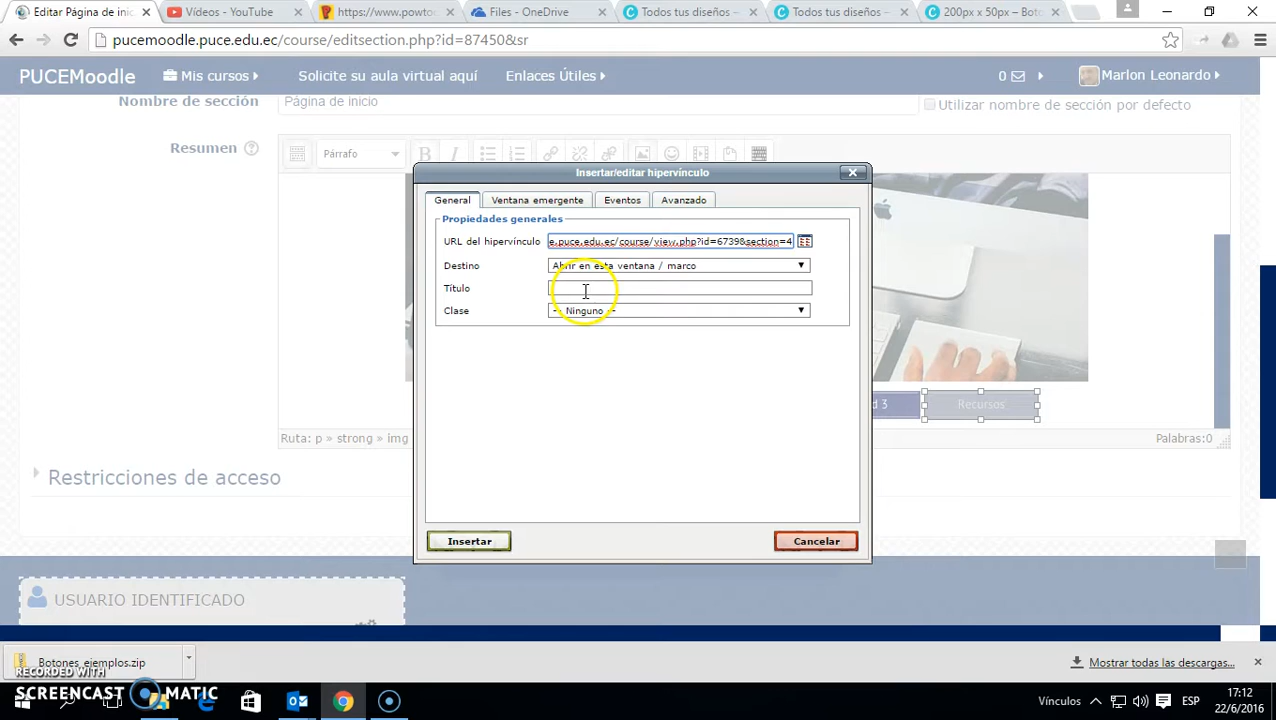 Editar Página de inic
Vídeos - YouTube
https://www.powtoo
Files - OneDrive
Todos tus diseños –
Todos tus diseños –
200px x 50px – Boto
pucemoodle.puce.edu.ec/course/editsection.php?id=87450&sr
PUCEMoodle
Mis cursos
Solicite su aula virtual aquí
Enlaces Útiles
0
Marlon Leonardo
Nombre de sección
Página de inicio
Utilizar nombre de sección por defecto
Resumen
Párrafo
B I
Insertar/editar hipervínculo
General
Ventana emergente
Eventos
Avanzado
Propiedades generales
URL del hipervínculo
e.puce.edu.ec/course/view.php?id=6739&section=4
Destino
Abrir en esta ventana / marco
Título
Clase
-- Ninguno --
d 3
Recursos
Insertar
Cancelar
Ruta: p » strong » img
Palabras:0
Restricciones de acceso
USUARIO IDENTIFICADO
Botones_ejemplos.zip
Mostrar todas las descargas...
RECORDED WITH
SCREENCAST MATIC
Vínculos
ESP
17:12
22/6/2016